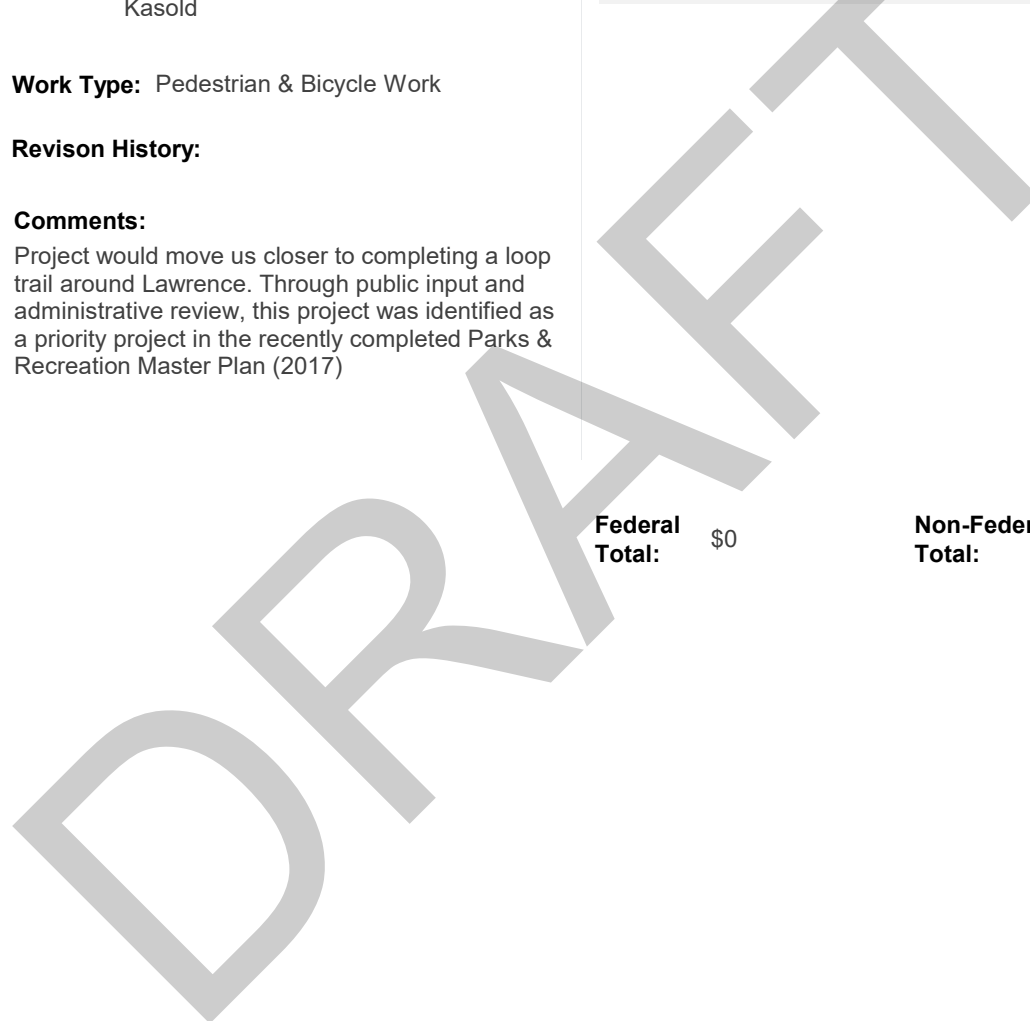 Kasold
Work Type: Pedestrian & Bicycle Work
Revison History:
Comments:
Project would move us closer to completing a loop
trail around Lawrence. Through public input and
administrative review, this project was identified as
a priority project in the recently completed Parks &
Recreation Master Plan (2017)
Federal
Total: $0
Non-Feder
Total:
DRAFT